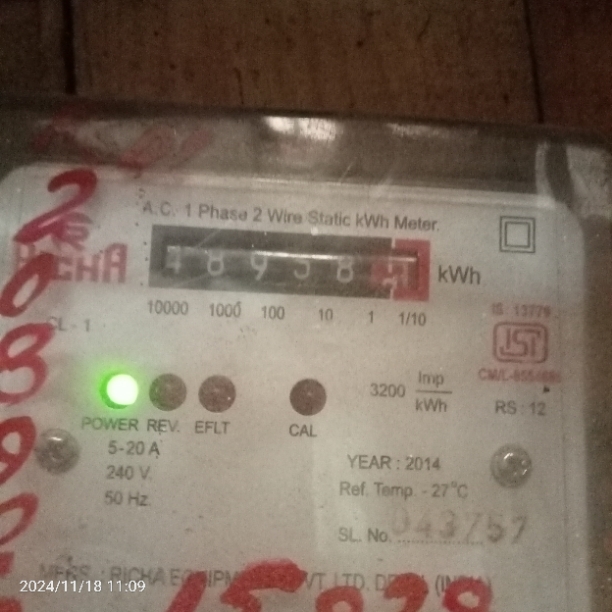 A.C. 1 Phase 2 Wire Static kWh Meter.
RICHA
4 8 9 5 8
kWh
10000 1000 100 10 1 1/10
CL - 1
IS 13779
ISI
3200 Imp/kWh
RS : 12
POWER REV. EFLT CAL
5-20 A
240 V.
50 Hz.
YEAR : 2014
Ref. Temp. - 27°C
SL. No. 043757
2024/11/18 11:09